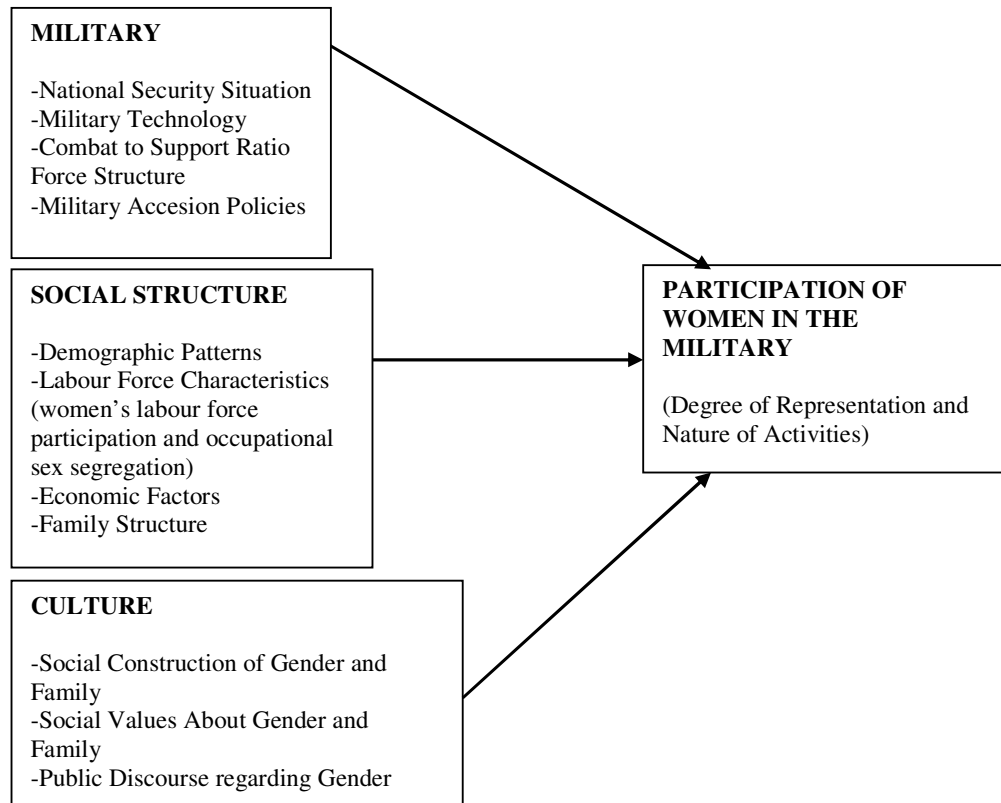 MILITARY
-National Security Situation
-Military Technology
-Combat to Support Ratio
Force Structure
-Military Accesion Policies
SOCIAL STRUCTURE
-Demographic Patterns
-Labour Force Characteristics
(women's labour force
participation and occupational
sex segregation)
-Economic Factors
-Family Structure
CULTURE
-Social Construction of Gender and
Family
-Social Values About Gender and
Family
-Public Discourse regarding Gender
PARTICIPATION OF
WOMEN IN THE
MILITARY
(Degree of Representation and
Nature of Activities)